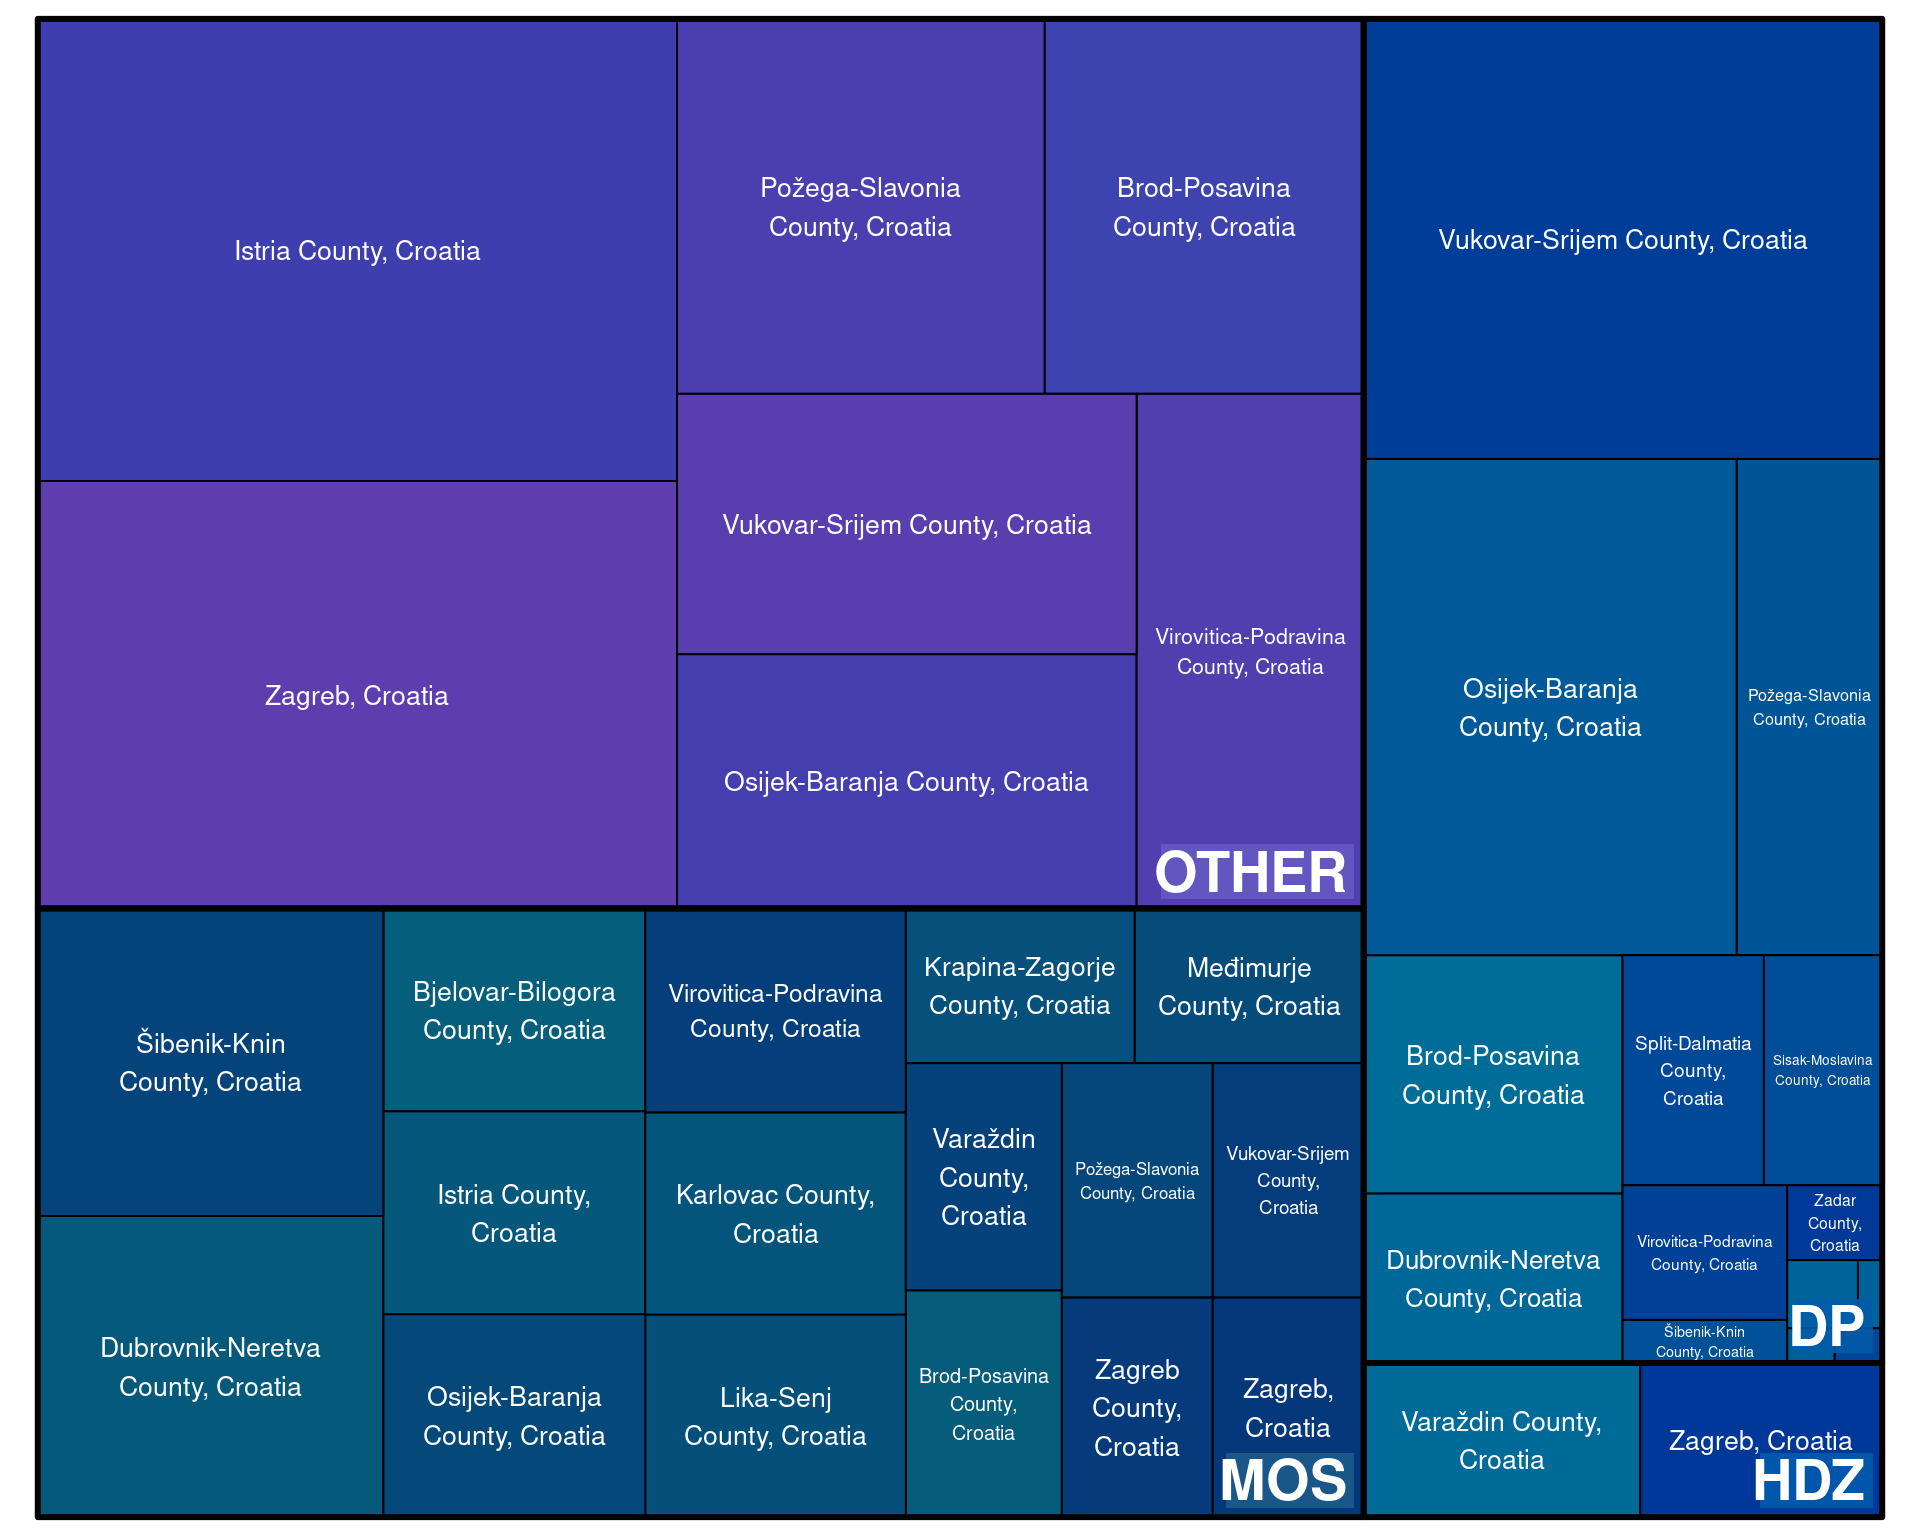 Istria County, Croatia
Zagreb, Croatia
Požega-Slavonia
County, Croatia
Brod-Posavina
County, Croatia
Vukovar-Srijem County, Croatia
Osijek-Baranja County, Croatia
Virovitica-Podravina
County, Croatia
OTHER
Šibenik-Knin
County, Croatia
Dubrovnik-Neretva
County, Croatia
Bjelovar-Bilogora
County, Croatia
Istria County,
Croatia
Osijek-Baranja
County, Croatia
Virovitica-Podravina
County, Croatia
Karlovac County,
Croatia
Lika-Senj
County, Croatia
Krapina-Zagorje
County, Croatia
Međimurje
County, Croatia
Varaždin
County,
Croatia
Brod-Posavina
County,
Croatia
Požega-Slavonia
County, Croatia
Vukovar-Srijem
County,
Croatia
Zagreb
County,
Croatia
Zagreb,
Croatia
MOS
Vukovar-Srijem County, Croatia
Osijek-Baranja
County, Croatia
Požega-Slavonia
County, Croatia
Brod-Posavina
County, Croatia
Dubrovnik-Neretva
County, Croatia
Split-Dalmatia
County,
Croatia
Sisak-Moslavina
County, Croatia
Virovitica-Podravina
County, Croatia
Zadar
County,
Croatia
Šibenik-Knin
County, Croatia
DP
Varaždin County,
Croatia
Zagreb, Croatia
HDZ